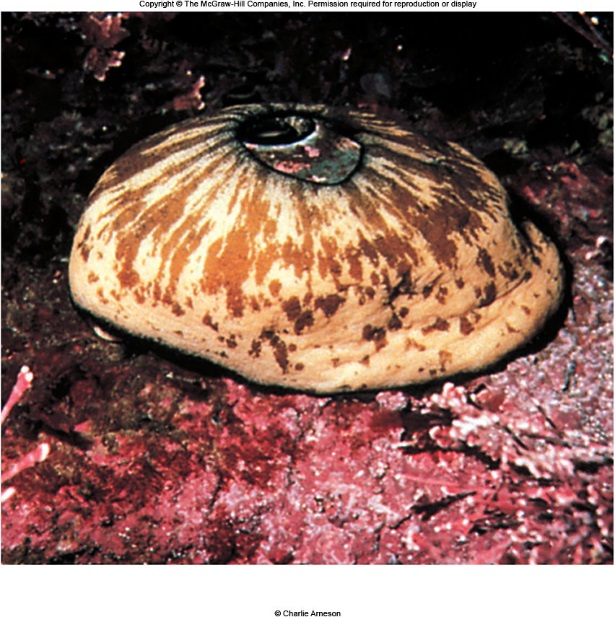 Copyright © The McGraw-Hill Companies, Inc. Permission required for reproduction or display
© Charlie Arneson